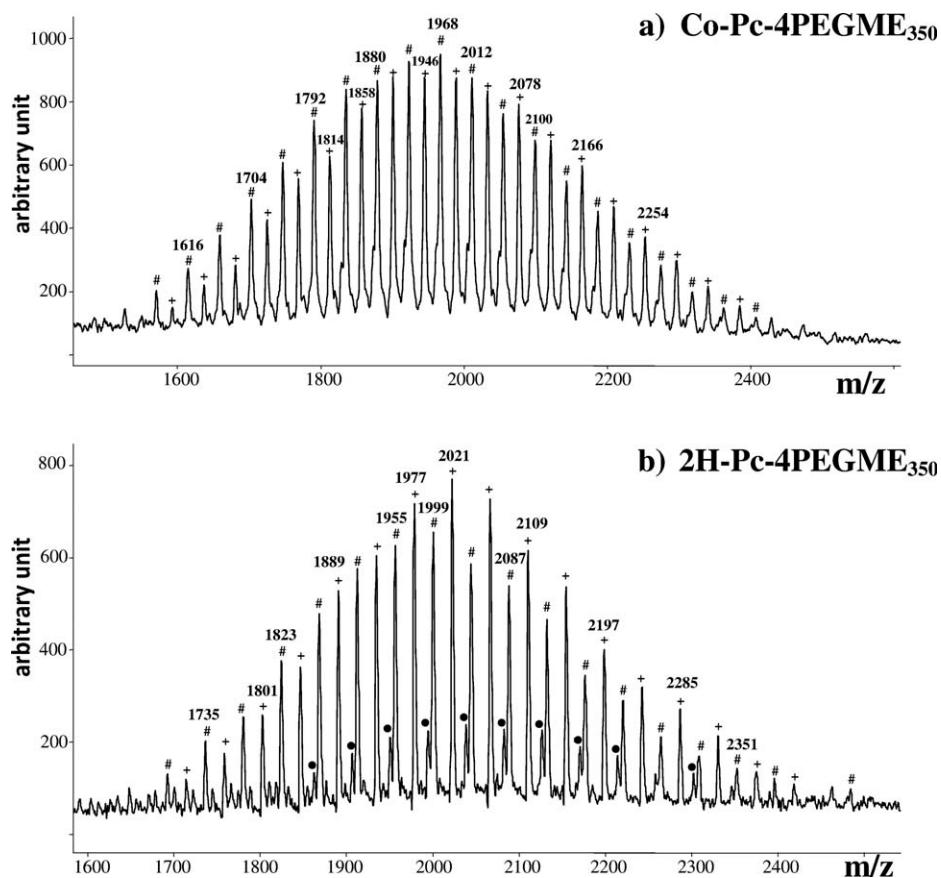 a) Co-Pc-4PEGME350
1968
#
1880 # 1946 2012
# 1858 + # + # + # + 2078
1792 # + + 2100
# 1814 # + 2166
1704 # + + # +
# + # + 2254
1616 # + # +
# + # +
# + # + # + #
1000
800
600
400
200
arbitrary unit
1600 1800 2000 2200 2400
m/z
b) 2H-Pc-4PEGME350
2021
1977 +
+ 1999 +
1955 # 2109
1889 # + # 2087 +
+ # # +
1823 # #
# + 2197
1801 # +
1735 # + # + 2285
# + # +
# + # 2351
# + # + #
800
600
400
200
0
arbitrary unit
1600 1700 1800 1900 2000 2100 2200 2300 2400
m/z